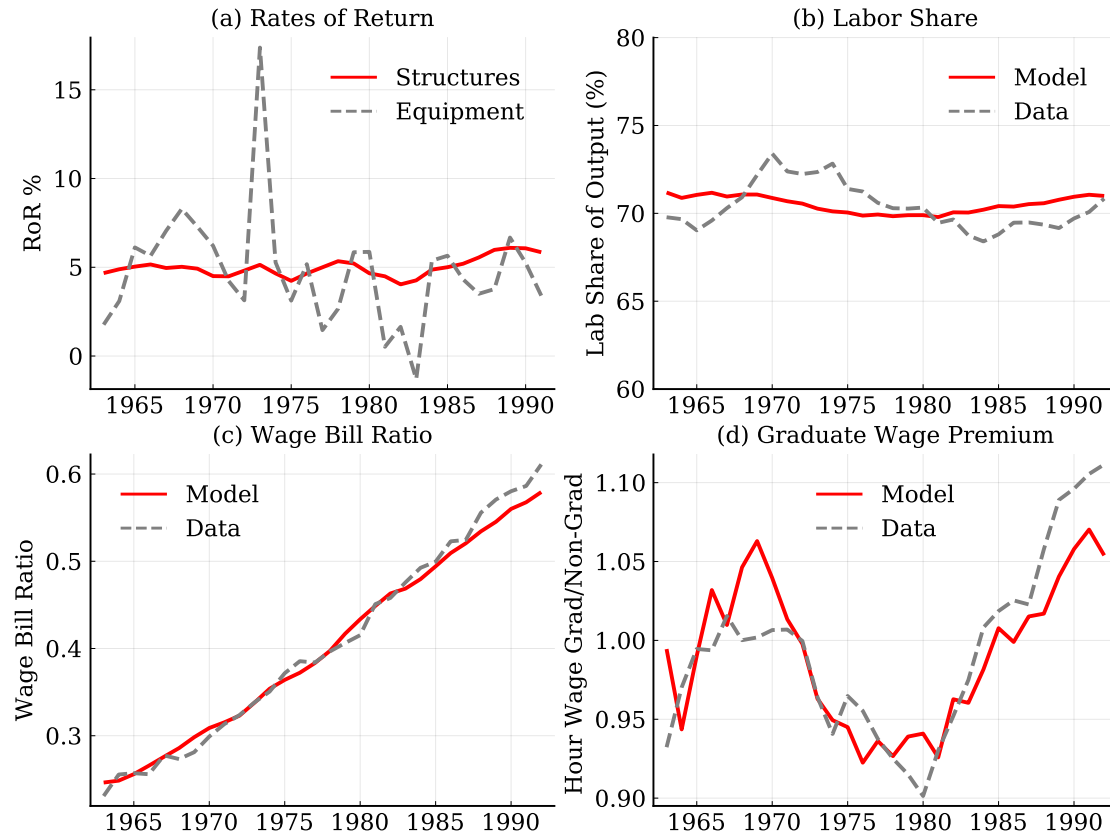 (a) Rates of Return
RoR %
15
10
5
0
Structures
Equipment
1965 1970 1975 1980 1985 1990
(b) Labor Share
Lab Share of Output (%)
80
75
70
65
60
Model
Data
1965 1970 1975 1980 1985 1990
(c) Wage Bill Ratio
Wage Bill Ratio
0.6
0.5
0.4
0.3
Model
Data
1965 1970 1975 1980 1985 1990
(d) Graduate Wage Premium
Hour Wage Grad/Non-Grad
1.10
1.05
1.00
0.95
0.90
Model
Data
1965 1970 1975 1980 1985 1990